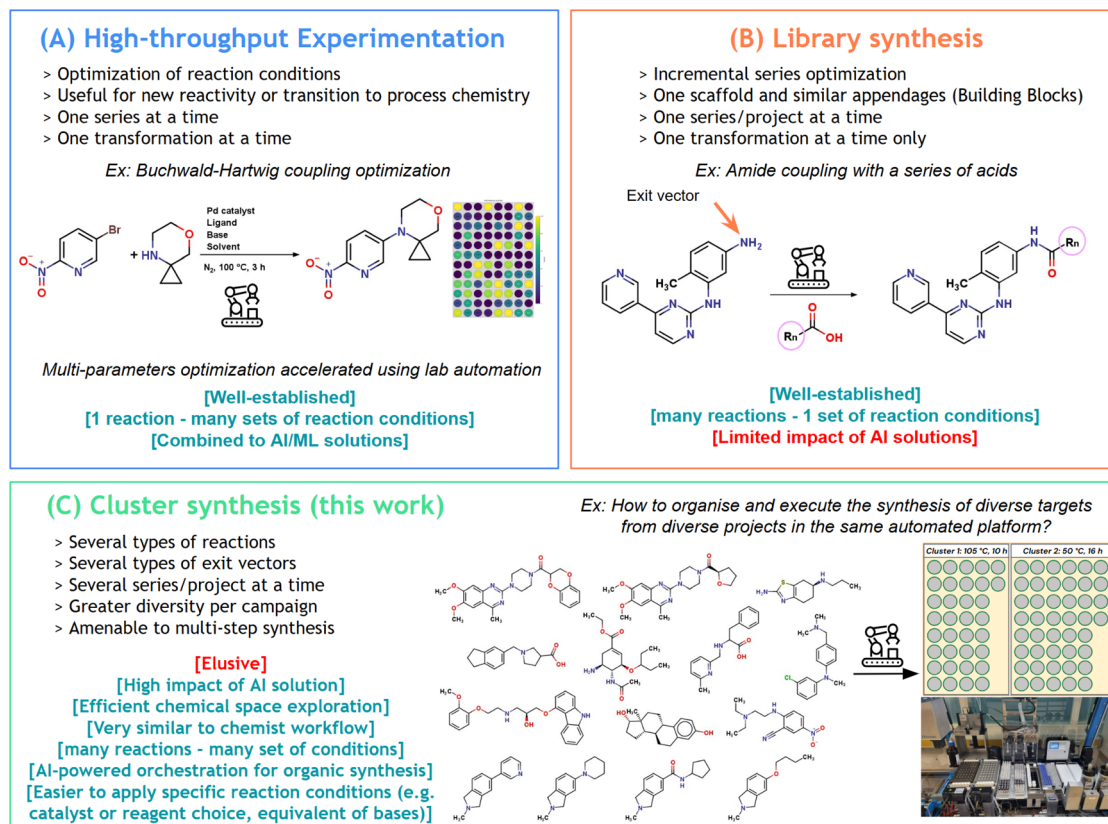 (A) High-throughput Experimentation
> Optimization of reaction conditions
> Useful for new reactivity or transition to process chemistry
> One series at a time
> One transformation at a time
Ex: Buchwald-Hartwig coupling optimization
Pd catalyst
Ligand
Base
Solvent
N₂, 100 °C, 3 h
Br
O
N⁺
O⁻
N
+
HN
O
N
O
N⁺
O⁻
N
Multi-parameters optimization accelerated using lab automation
[Well-established]
[1 reaction - many sets of reaction conditions]
[Combined to AI/ML solutions]
(B) Library synthesis
> Incremental series optimization
> One scaffold and similar appendages (Building Blocks)
> One series/project at a time
> One transformation at a time only
Ex: Amide coupling with a series of acids
Exit vector
NH₂
H₃C
N
NH
N
N
Rn
O
OH
H
N
Rn
O
H₃C
N
NH
N
N
[Well-established]
[many reactions - 1 set of reaction conditions]
[Limited impact of AI solutions]
(C) Cluster synthesis (this work)
> Several types of reactions
> Several types of exit vectors
> Several series/project at a time
> Greater diversity per campaign
> Amenable to multi-step synthesis
[Elusive]
[High impact of AI solution]
[Efficient chemical space exploration]
[Very similar to chemist workflow]
[many reactions - many set of conditions]
[AI-powered orchestration for organic synthesis]
[Easier to apply specific reaction conditions (e.g.
catalyst or reagent choice, equivalent of bases)]
Ex: How to organise and execute the synthesis of diverse targets
from diverse projects in the same automated platform?
Cluster 1: 105 °C, 10 h
Cluster 2: 50 °C, 16 h